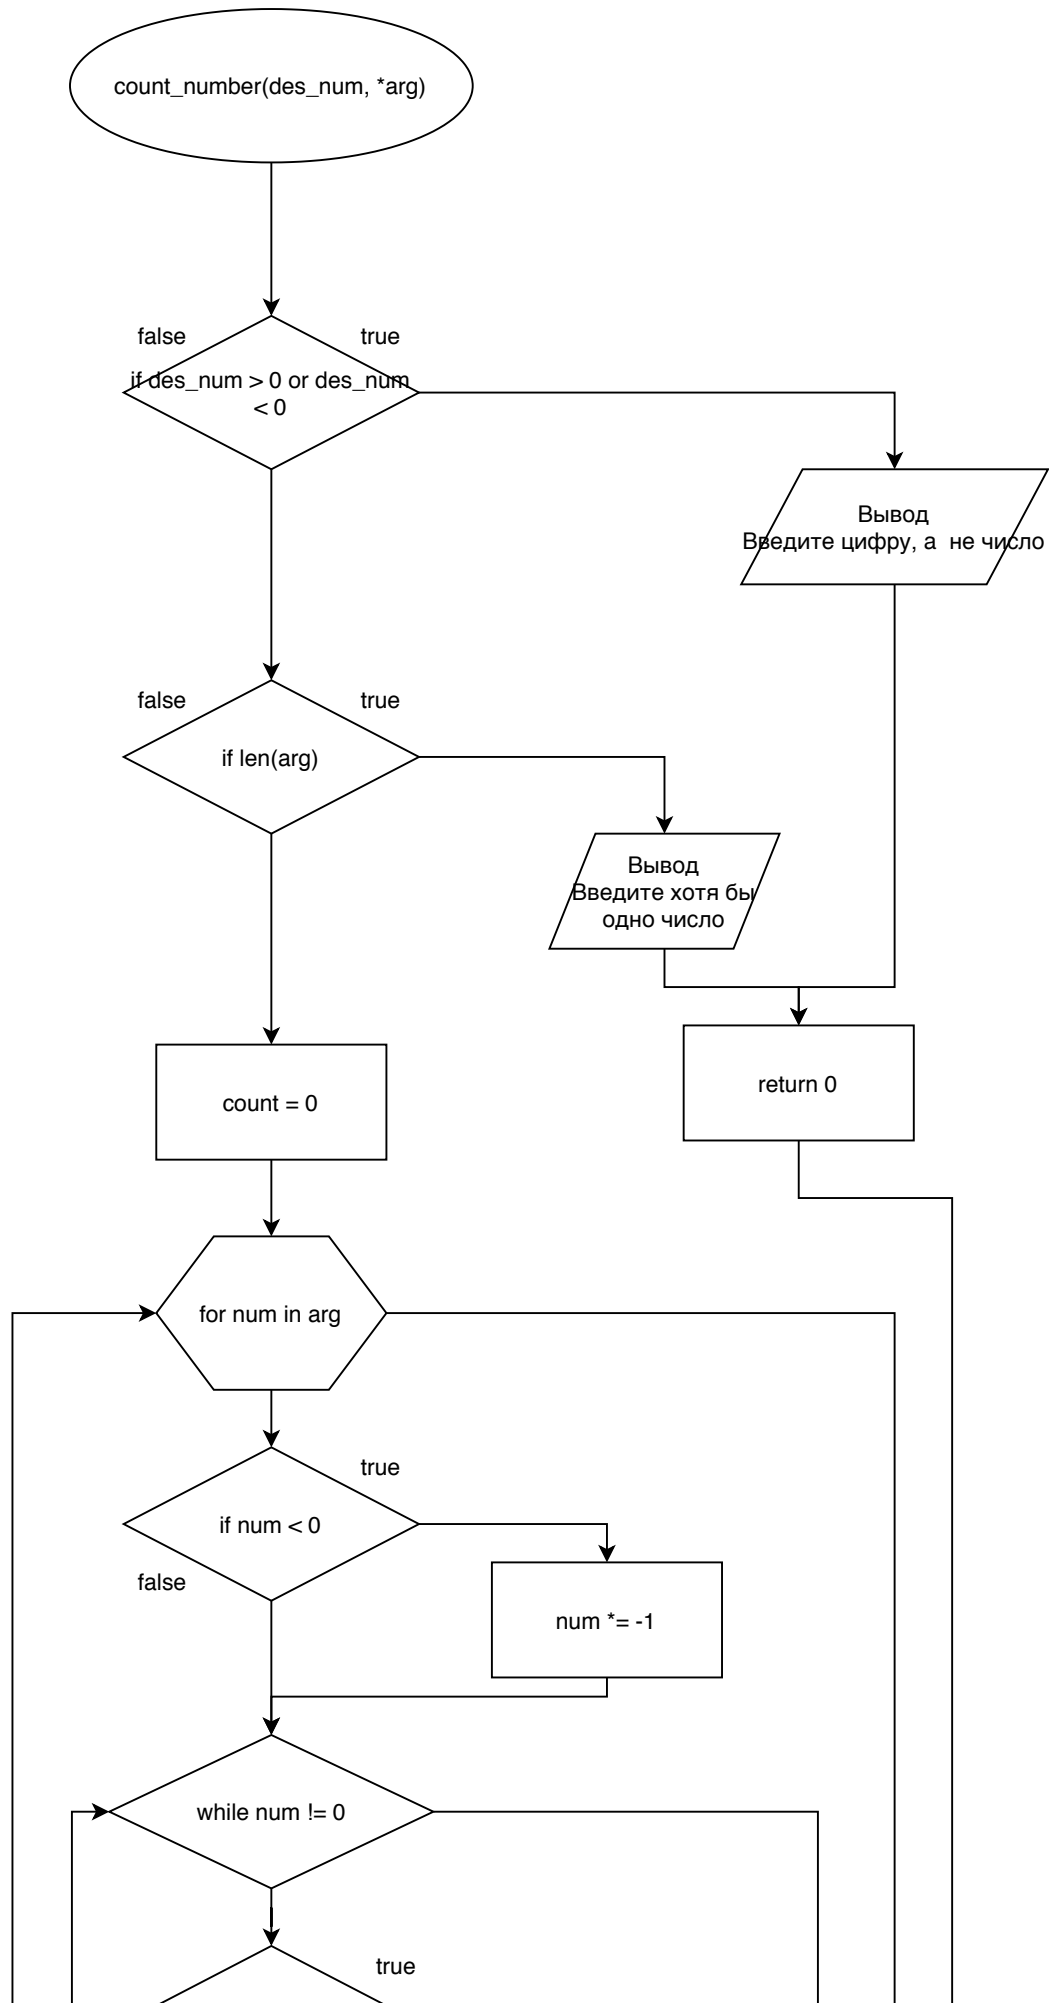 count_number(des_num, *arg)
false
true
if des_num > 0 or des_num
< 0
Вывод
Введите цифру, а  не число
false
true
if len(arg)
Вывод
Введите хотя бы
одно число
return 0
count = 0
for num in arg
true
if num < 0
false
num *= -1
while num != 0
true